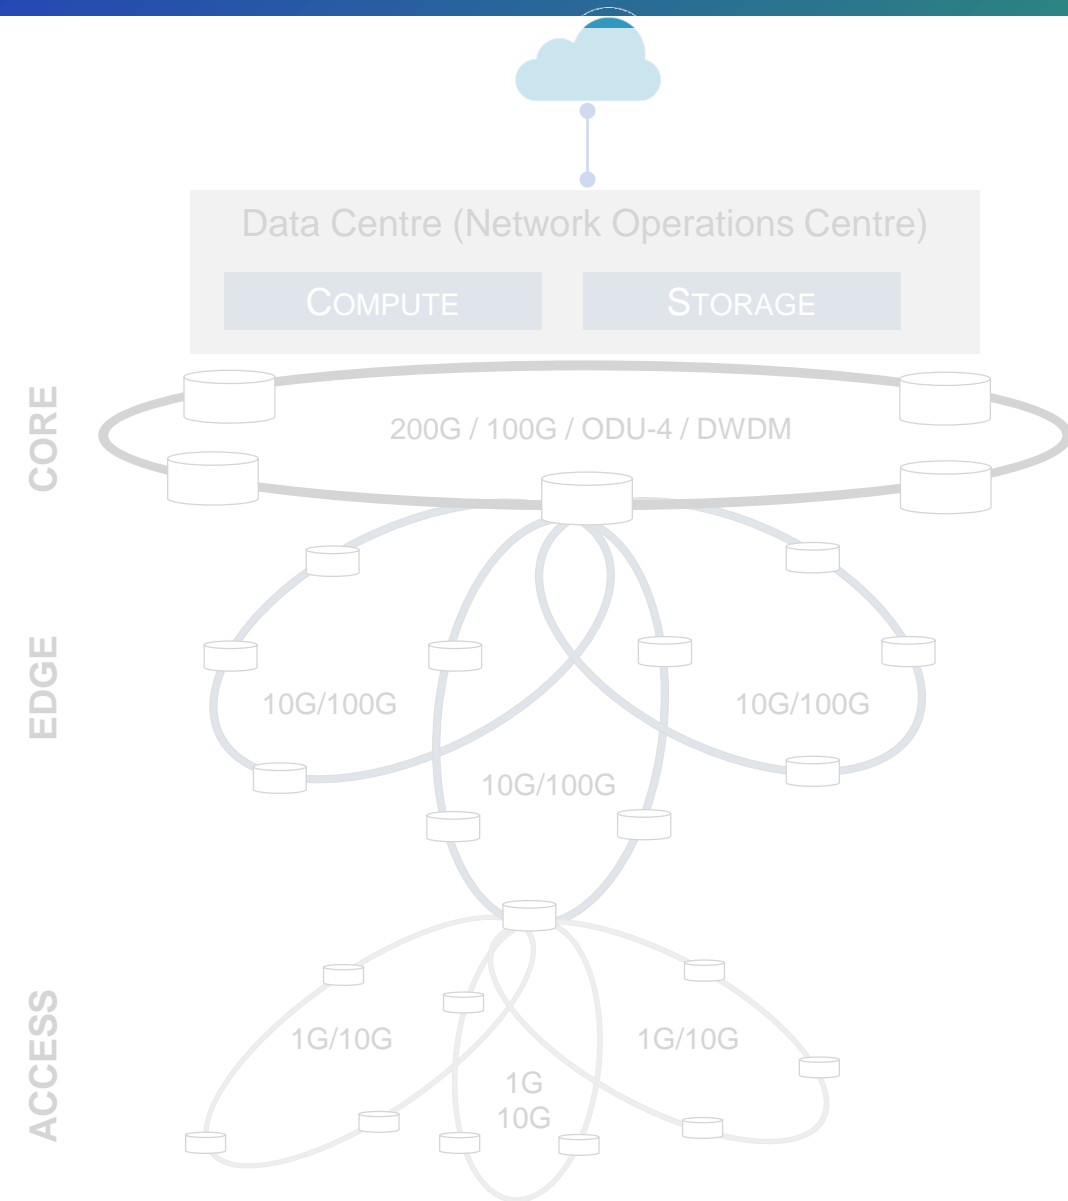 Data Centre (Network Operations Centre)
COMPUTE
STORAGE
CORE
200G / 100G / ODU-4 / DWDM
EDGE
10G/100G
10G/100G
10G/100G
ACCESS
1G/10G
1G/10G
1G
10G